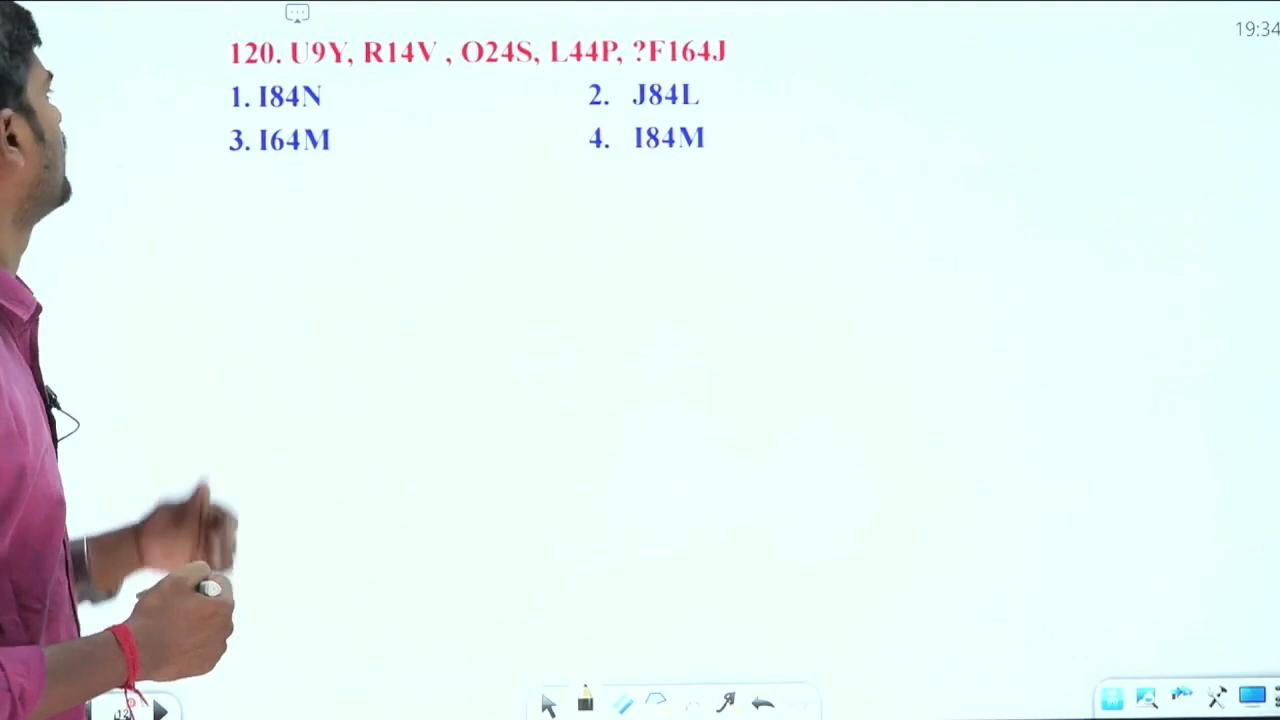 19:34
120. U9Y, R14V , O24S, L44P, ?F164J
1. I84N 2. J84L
3. I64M 4. I84M